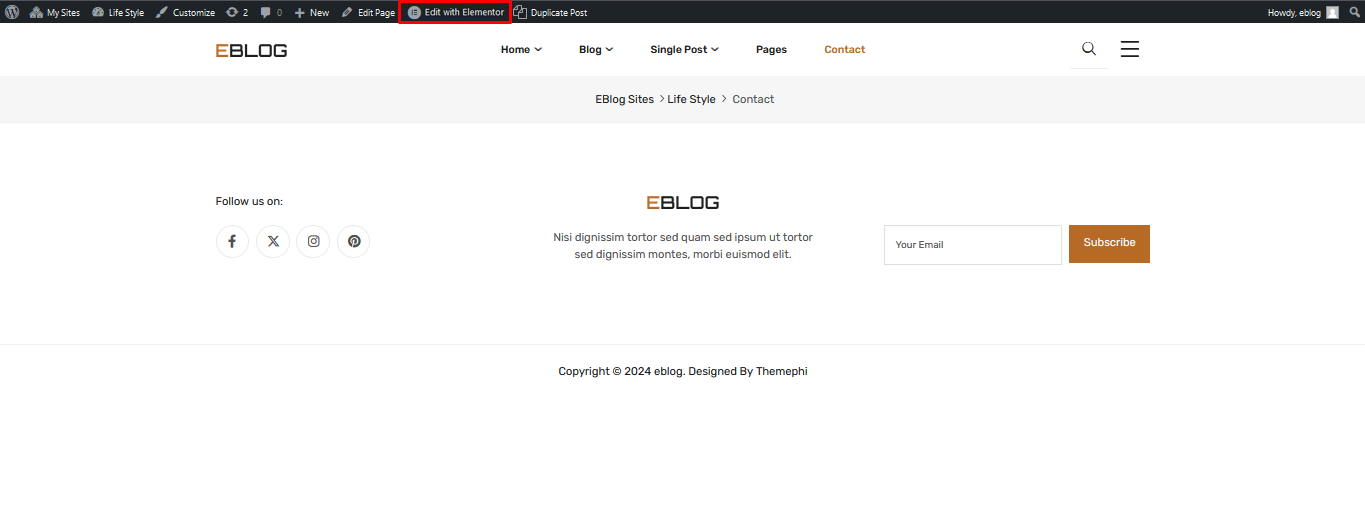 My Sites Life Style Customize 2 0 New Edit Page Edit with Elementor Duplicate Post Howdy, eblog
EBLOG Home Blog Single Post Pages Contact
EBlog Sites Life Style Contact
Follow us on:
EBLOG
Nisi dignissim tortor sed quam sed ipsum ut tortor
sed dignissim montes, morbi euismod elit.
Your Email Subscribe
Copyright © 2024 eblog. Designed By Themephi